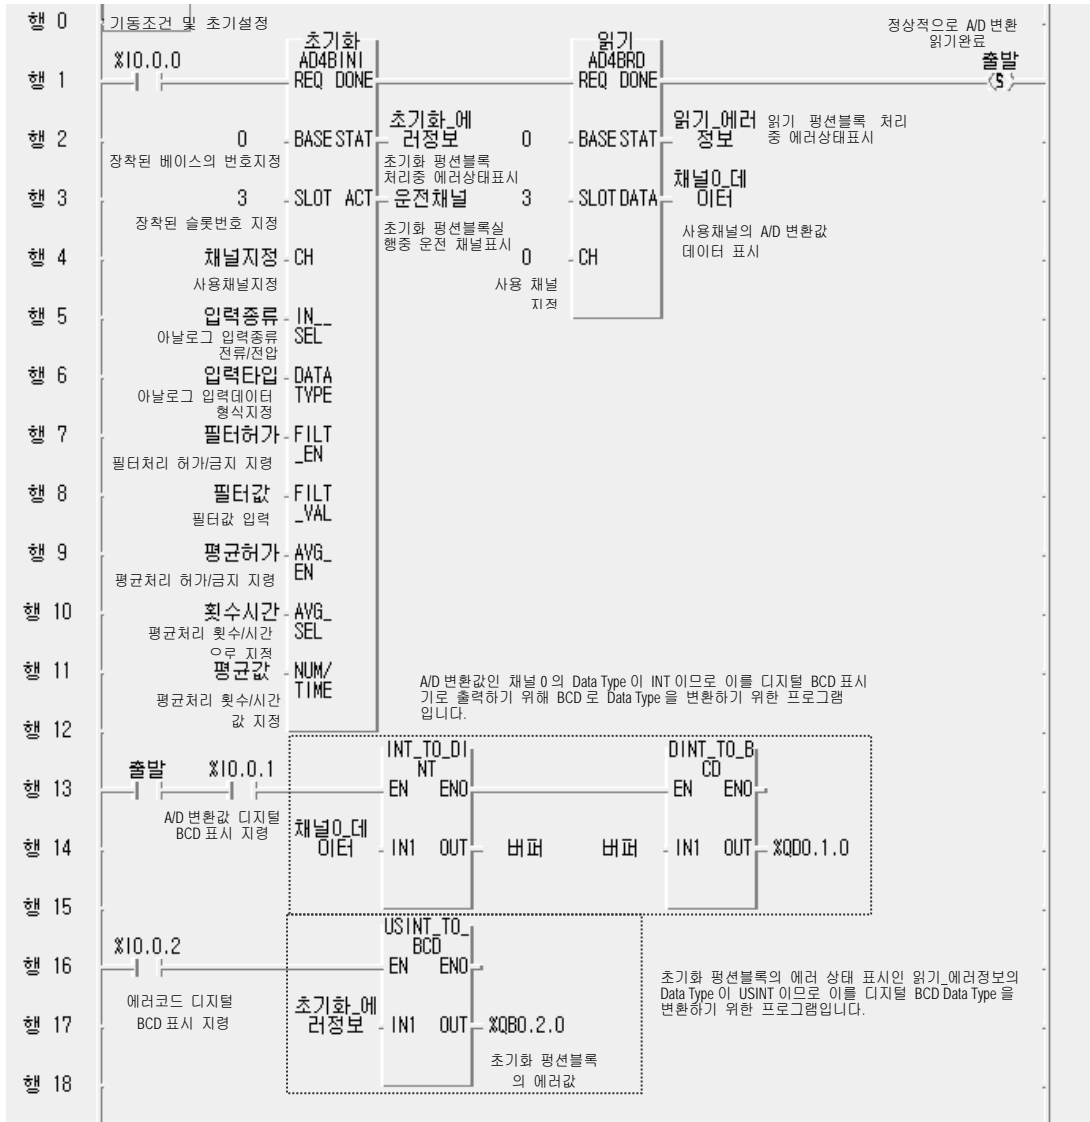 행 0
기동조건 및 초기설정
정상적으로 A/D 변환
읽기완료
초기화
AD4BINI
읽기
AD4BRD
출발
%I0.0.0
행 1
REQ DONE
REQ DONE
(S)
행 2
0
BASE STAT
초기화_에
러정보
0
BASE STAT
읽기_에러
정보
읽기 펑션블록 처리
중 에러상태표시
장착된 베이스의 번호지정
초기화 펑션블록
처리중 에러상태표시
행 3
3
SLOT ACT
운전채널
3
SLOT DATA
채널0_데
이터
장착된 슬롯번호 지정
초기화 펑션블록실
행중 운전 채널표시
사용채널의 A/D 변환값
데이터 표시
행 4
채널지정
CH
0
CH
사용채널지정
사용 채널
지정
행 5
입력종류
IN__
SEL
아날로그 입력종류
전류/전압
행 6
입력타입
DATA
TYPE
아날로그 입력데이터
형식지정
행 7
필터허가
FILT
_EN
필터처리 허가/금지 지령
행 8
필터값
FILT
_VAL
필터값 입력
행 9
평균허가
AVG_
EN
평균처리 허가/금지 지령
행 10
횟수시간
AVG_
SEL
평균처리 횟수/시간
으로 지정
행 11
평균값
NUM/
TIME
평균처리 횟수/시간
값 지정
A/D 변환값인 채널 0 의 Data Type 이 INT 이므로 이를 디지털 BCD 표시
기로 출력하기 위해 BCD 로 Data Type 을 변환하기 위한 프로그램
입니다.
행 12
INT_TO_DI
NT
DINT_TO_B
CD
행 13
출발
%I0.0.1
EN ENO
EN ENO
A/D 변환값 디지털
BCD 표시 지령
행 14
채널0_데
이터
IN1 OUT
버퍼
버퍼
IN1 OUT
%QD0.1.0
행 15
USINT_TO_
BCD
행 16
%I0.0.2
EN ENO
에러코드 디지털
BCD 표시 지령
초기화 펑션블록의 에러 상태 표시인 읽기_에러정보의
Data Type 이 USINT 이므로 이를 디지털 BCD Data Type 을
변환하기 위한 프로그램입니다.
행 17
초기화_에
러정보
IN1 OUT
%QB0.2.0
초기화 펑션블록
의 에러값
행 18